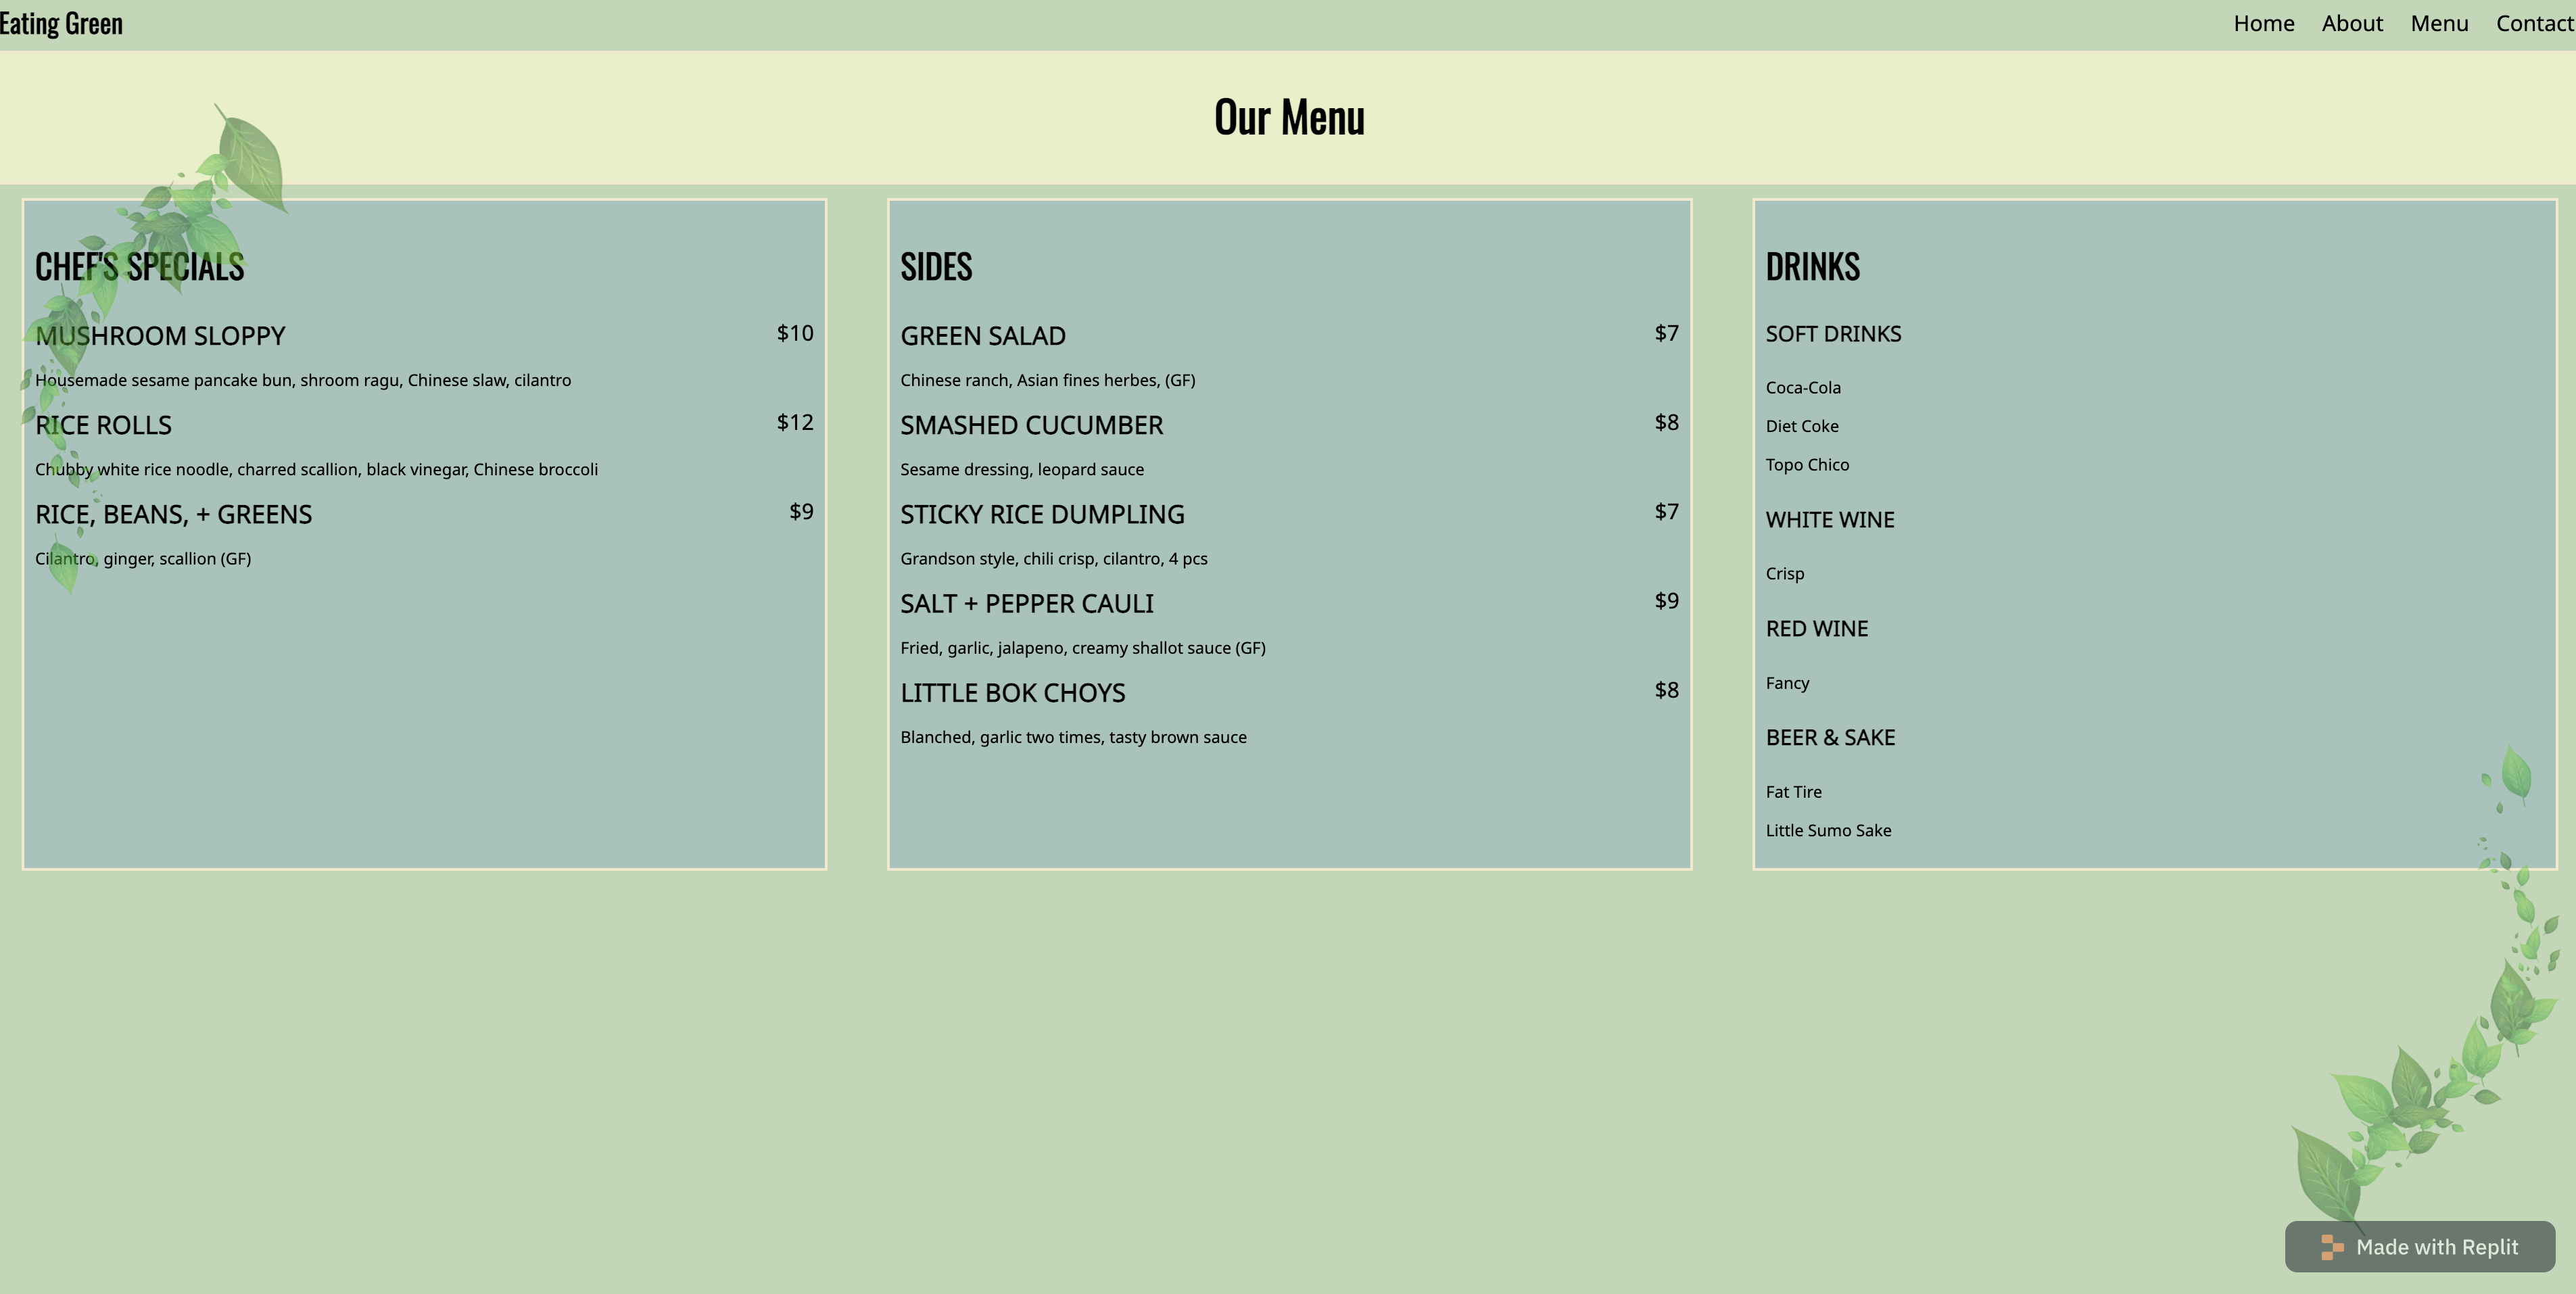 Eating Green
Home About Menu Contact
Our Menu
CHEF'S SPECIALS
MUSHROOM SLOPPY $10
Housemade sesame pancake bun, shroom ragu, Chinese slaw, cilantro
RICE ROLLS $12
Chubby white rice noodle, charred scallion, black vinegar, Chinese broccoli
RICE, BEANS, + GREENS $9
Cilantro, ginger, scallion (GF)
SIDES
GREEN SALAD $7
Chinese ranch, Asian fines herbes, (GF)
SMASHED CUCUMBER $8
Sesame dressing, leopard sauce
STICKY RICE DUMPLING $7
Grandson style, chili crisp, cilantro, 4 pcs
SALT + PEPPER CAULI $9
Fried, garlic, jalapeno, creamy shallot sauce (GF)
LITTLE BOK CHOYS $8
Blanched, garlic two times, tasty brown sauce
DRINKS
SOFT DRINKS
Coca-Cola
Diet Coke
Topo Chico
WHITE WINE
Crisp
RED WINE
Fancy
BEER & SAKE
Fat Tire
Little Sumo Sake
Made with Replit